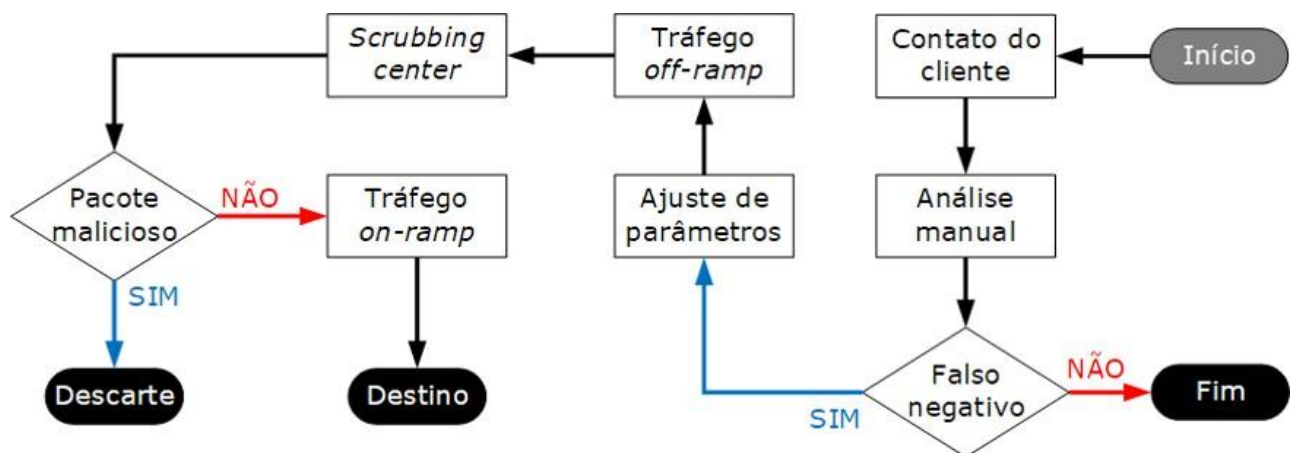 Scrubbing
center
Tráfego
off-ramp
Contato do
cliente
Início
Pacote
malicioso
NÃO
Tráfego
on-ramp
Ajuste de
parâmetros
Análise
manual
SIM
Descarte
Destino
SIM
Falso
negativo
NÃO
Fim